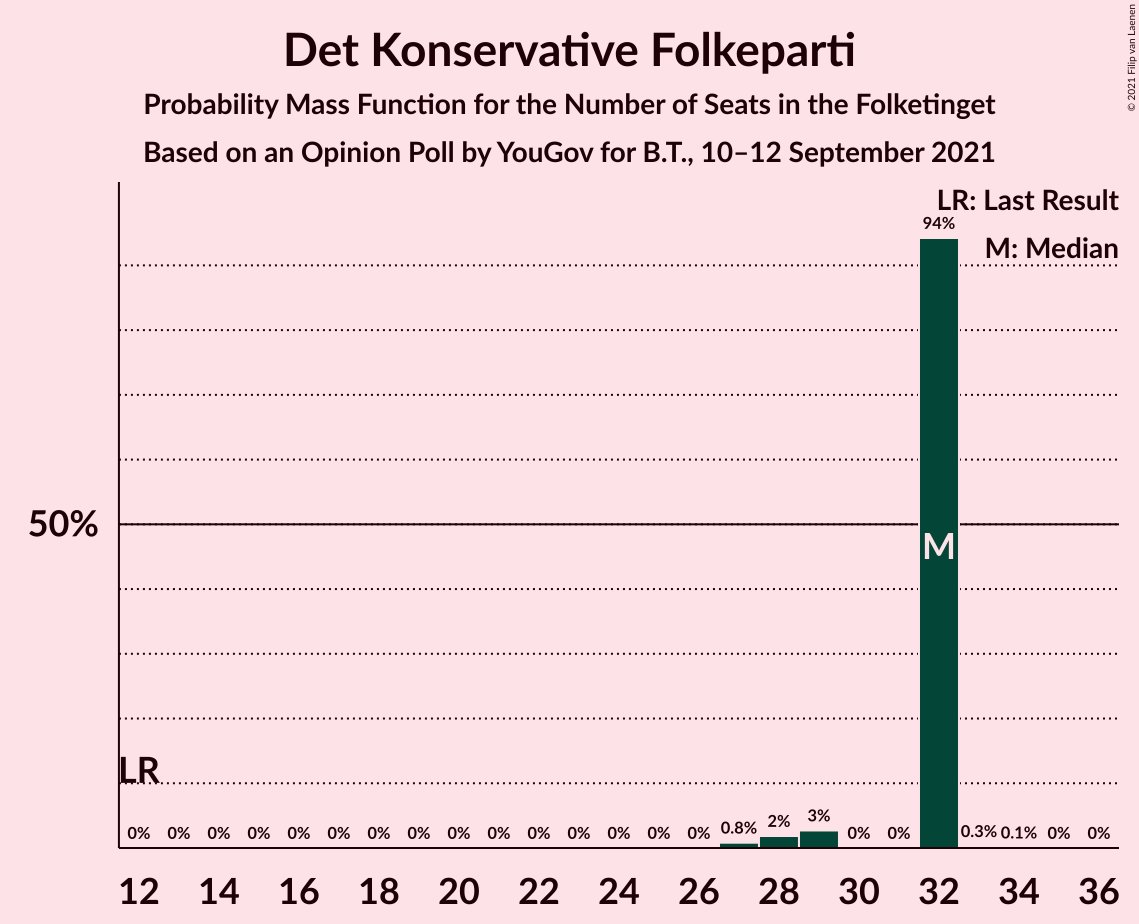 Det Konservative Folkeparti
Probability Mass Function for the Number of Seats in the Folketinget
Based on an Opinion Poll by YouGov for B.T., 10–12 September 2021
© 2021 Filip van Laenen
LR: Last Result
94%
M: Median
50%
M
LR
0% 0% 0% 0% 0% 0% 0% 0% 0% 0% 0% 0% 0% 0% 0% 0.8% 2% 3% 0% 0% 0.3% 0.1% 0% 0%
12 14 16 18 20 22 24 26 28 30 32 34 36